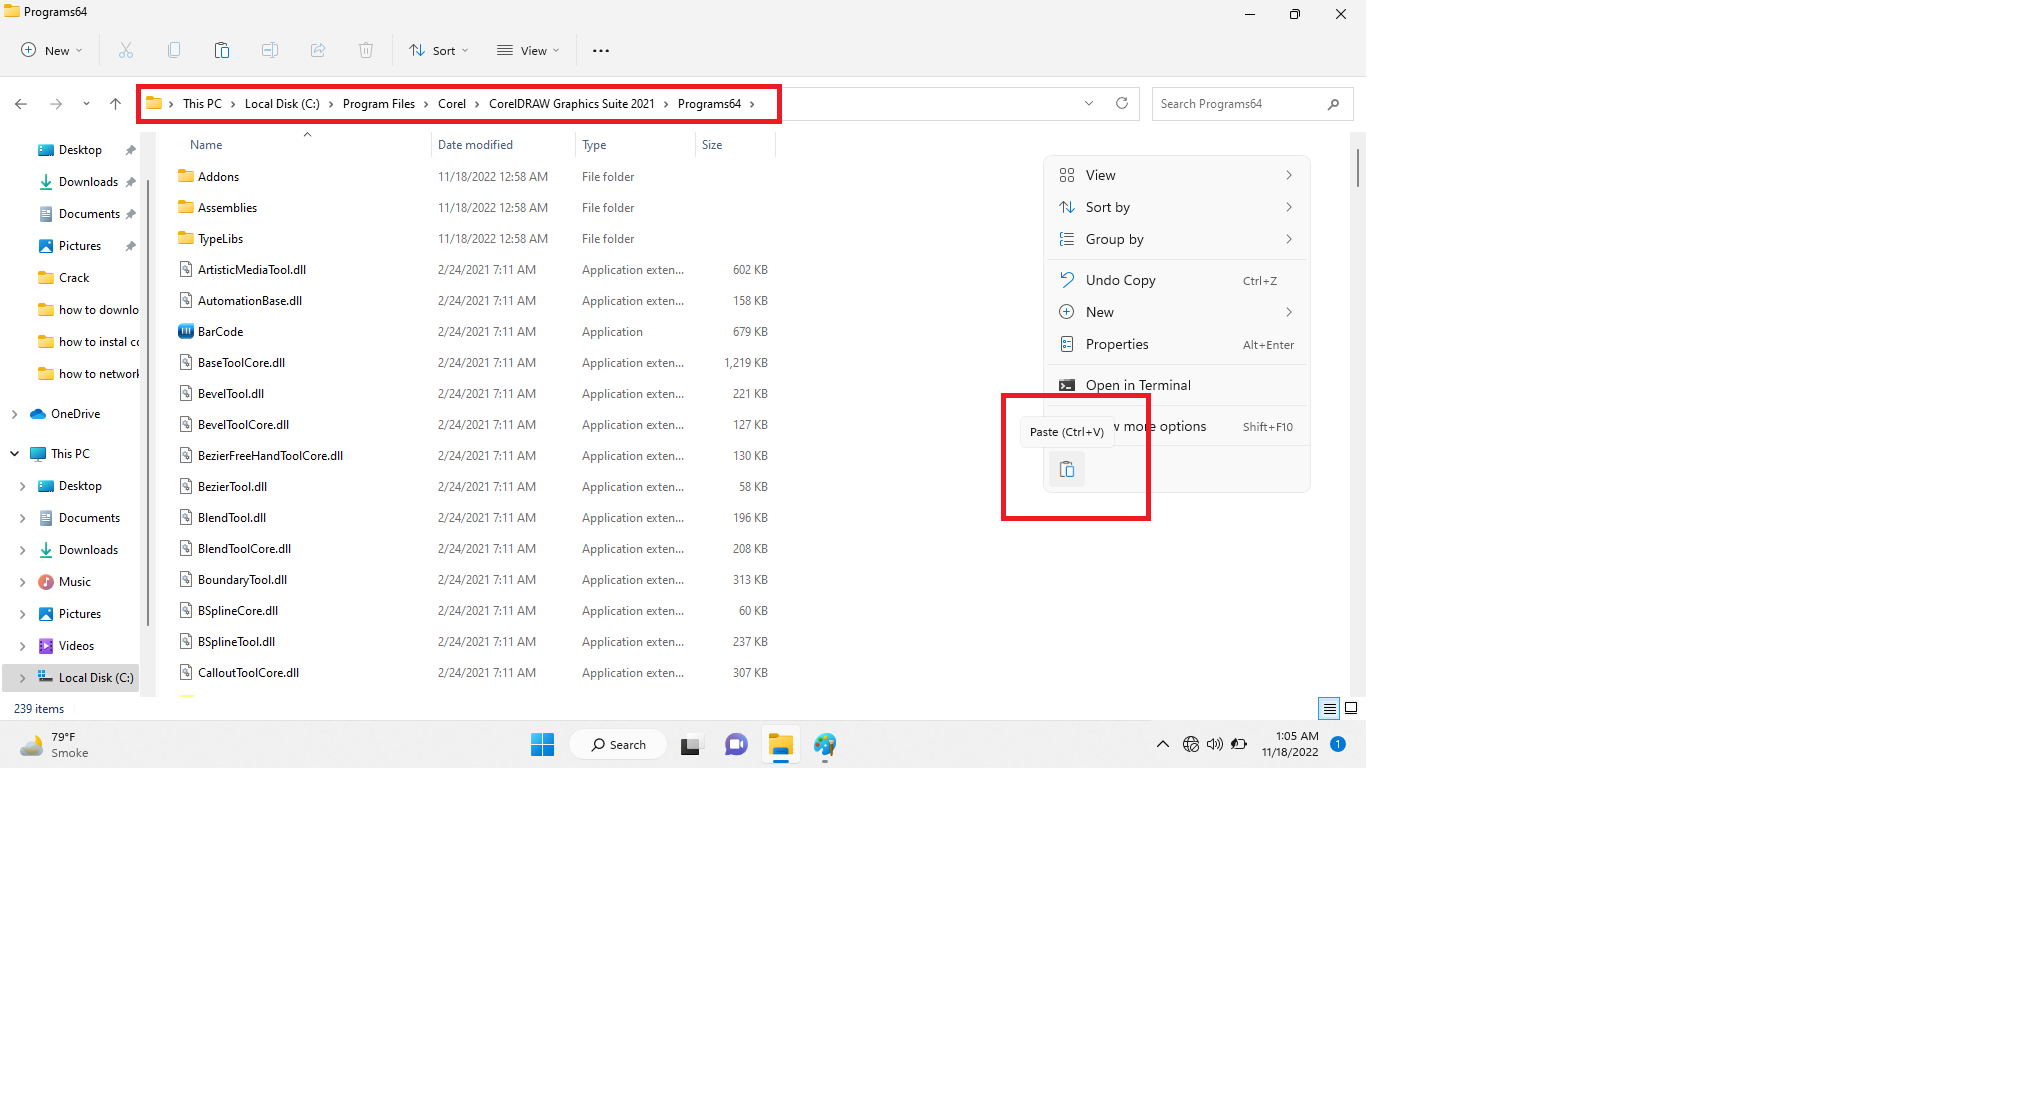 Programs64
New
Sort
View
This PC > Local Disk (C:) > Program Files > Corel > CorelDRAW Graphics Suite 2021 > Programs64 >
Search Programs64
Name Date modified Type Size
Desktop
Downloads
Documents
Pictures
Crack
how to downlo
how to instal co
how to network
OneDrive
This PC
Desktop
Documents
Downloads
Music
Pictures
Videos
Local Disk (C:)
Addons 11/18/2022 12:58 AM File folder
Assemblies 11/18/2022 12:58 AM File folder
TypeLibs 11/18/2022 12:58 AM File folder
ArtisticMediaTool.dll 2/24/2021 7:11 AM Application exten... 602 KB
AutomationBase.dll 2/24/2021 7:11 AM Application exten... 158 KB
BarCode 2/24/2021 7:11 AM Application 679 KB
BaseToolCore.dll 2/24/2021 7:11 AM Application exten... 1,219 KB
BevelTool.dll 2/24/2021 7:11 AM Application exten... 221 KB
BevelToolCore.dll 2/24/2021 7:11 AM Application exten... 127 KB
BezierFreeHandToolCore.dll 2/24/2021 7:11 AM Application exten... 130 KB
BezierTool.dll 2/24/2021 7:11 AM Application exten... 58 KB
BlendTool.dll 2/24/2021 7:11 AM Application exten... 196 KB
BlendToolCore.dll 2/24/2021 7:11 AM Application exten... 208 KB
BoundaryTool.dll 2/24/2021 7:11 AM Application exten... 313 KB
BSplineCore.dll 2/24/2021 7:11 AM Application exten... 60 KB
BSplineTool.dll 2/24/2021 7:11 AM Application exten... 237 KB
CalloutToolCore.dll 2/24/2021 7:11 AM Application exten... 307 KB
View
Sort by
Group by
Undo Copy Ctrl+Z
New
Properties Alt+Enter
Open in Terminal
w more options Shift+F10
Paste (Ctrl+V)
239 items
79°F
Smoke
Search
1:05 AM
11/18/2022
1